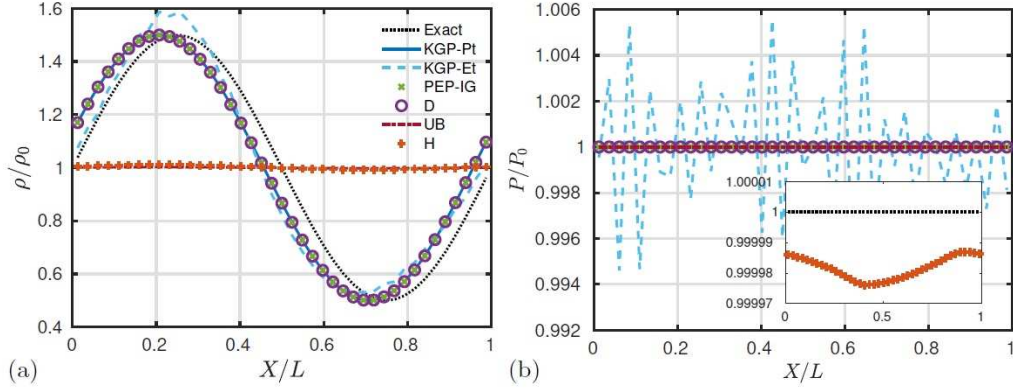 1.6
1.4
1.2
1
0.8
0.6
0.4
ρ/ρ₀
0 0.2 0.4 0.6 0.8 1
X/L
(a)
Exact
KGP-Pt
KGP-Et
PEP-IG
D
UB
H
(b)
1.006
1.004
1.002
1
0.998
0.996
0.994
0.992
P/P₀
0 0.2 0.4 0.6 0.8 1
X/L
1.00001
1
0.99999
0.99998
0.99997
0 0.5 1
(b)